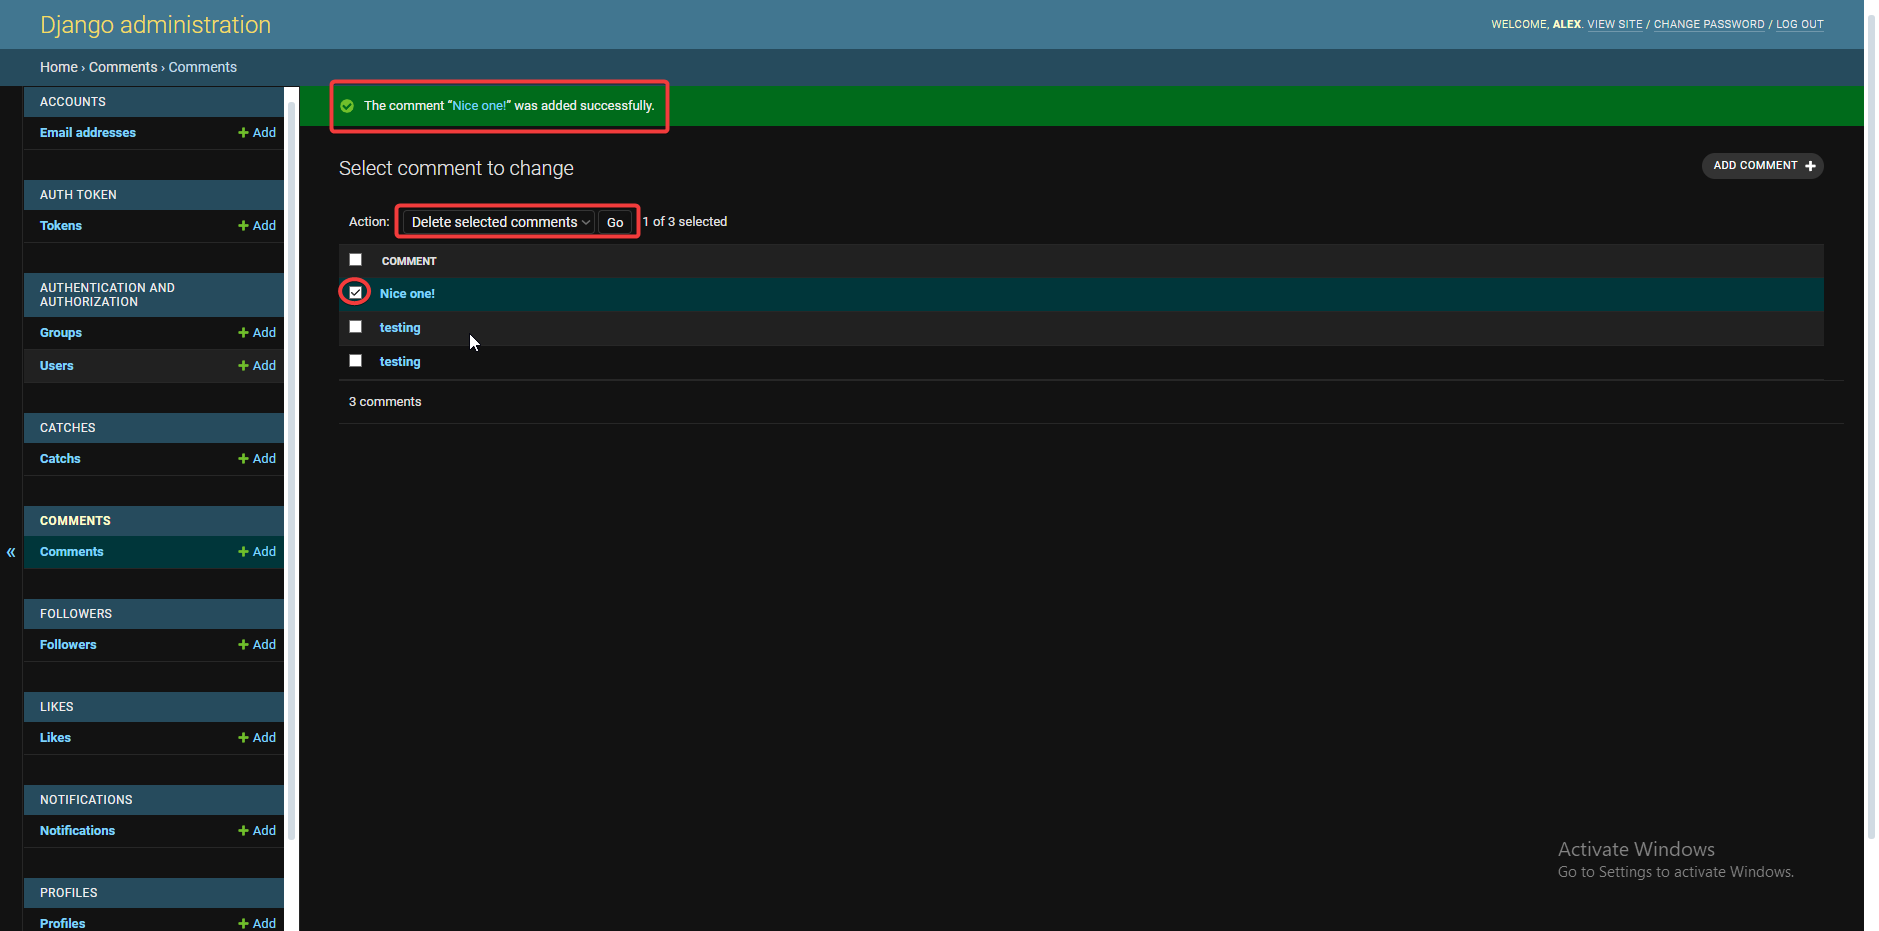 Django administration
WELCOME, ALEX. VIEW SITE / CHANGE PASSWORD / LOG OUT
Home › Comments › Comments
ACCOUNTS
Email addresses + Add
AUTH TOKEN
Tokens + Add
AUTHENTICATION AND
AUTHORIZATION
Groups + Add
Users + Add
CATCHES
Catchs + Add
COMMENTS
Comments + Add
«
FOLLOWERS
Followers + Add
LIKES
Likes + Add
NOTIFICATIONS
Notifications + Add
PROFILES
Profiles + Add
The comment “Nice one!” was added successfully.
Select comment to change
ADD COMMENT +
Action: Delete selected comments Go 1 of 3 selected
COMMENT
Nice one!
testing
testing
3 comments
Activate Windows
Go to Settings to activate Windows.